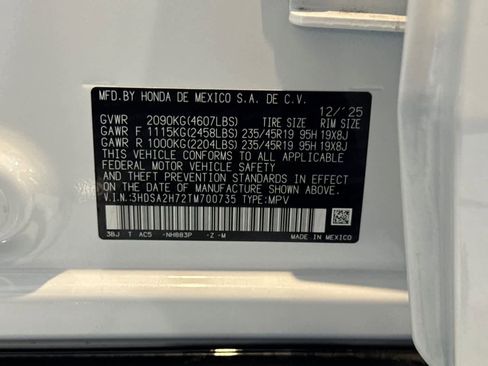 MFD.BY HONDA DE MEXICO S.A. DE C.V.
12/'25
GVWR 2090KG(4607LBS) TIRE SIZE RIM SIZE
GAWR F 1115KG(2458LBS) 235/45R19 95H 19X8J
GAWR R 1000KG(2204LBS) 235/45R19 95H 19X8J
THIS VEHICLE CONFORMS TO ALL APPLICABLE
FEDERAL MOTOR VEHICLE SAFETY AND
THEFT PREVENTION STANDARDS IN EFFECT ON
THE DATE OF MANUFACTURE SHOWN ABOVE.
V.I.N.:3HDSA2H72TM700735 TYPE:MPV
3BJ T AC5 -NH883P -Z -M MADE IN MEXICO